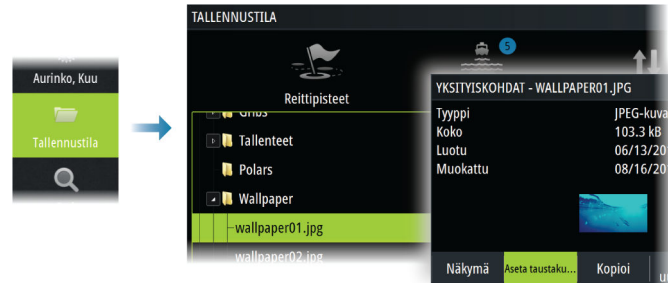 Aurinko, Kuu
Tallennustila
TALLENNUSTILA
Reittipisteet
5
Gribs
Tallenteet
Polars
Wallpaper
wallpaper01.jpg
wallpaper02.jpg
YKSITYISKOHDAT - WALLPAPER01.JPG
Tyyppi JPEG-kuva
Koko 103.3 kB
Luotu 06/13/20
Muokattu 08/16/20
Näkymä Aseta taustaku... Kopioi